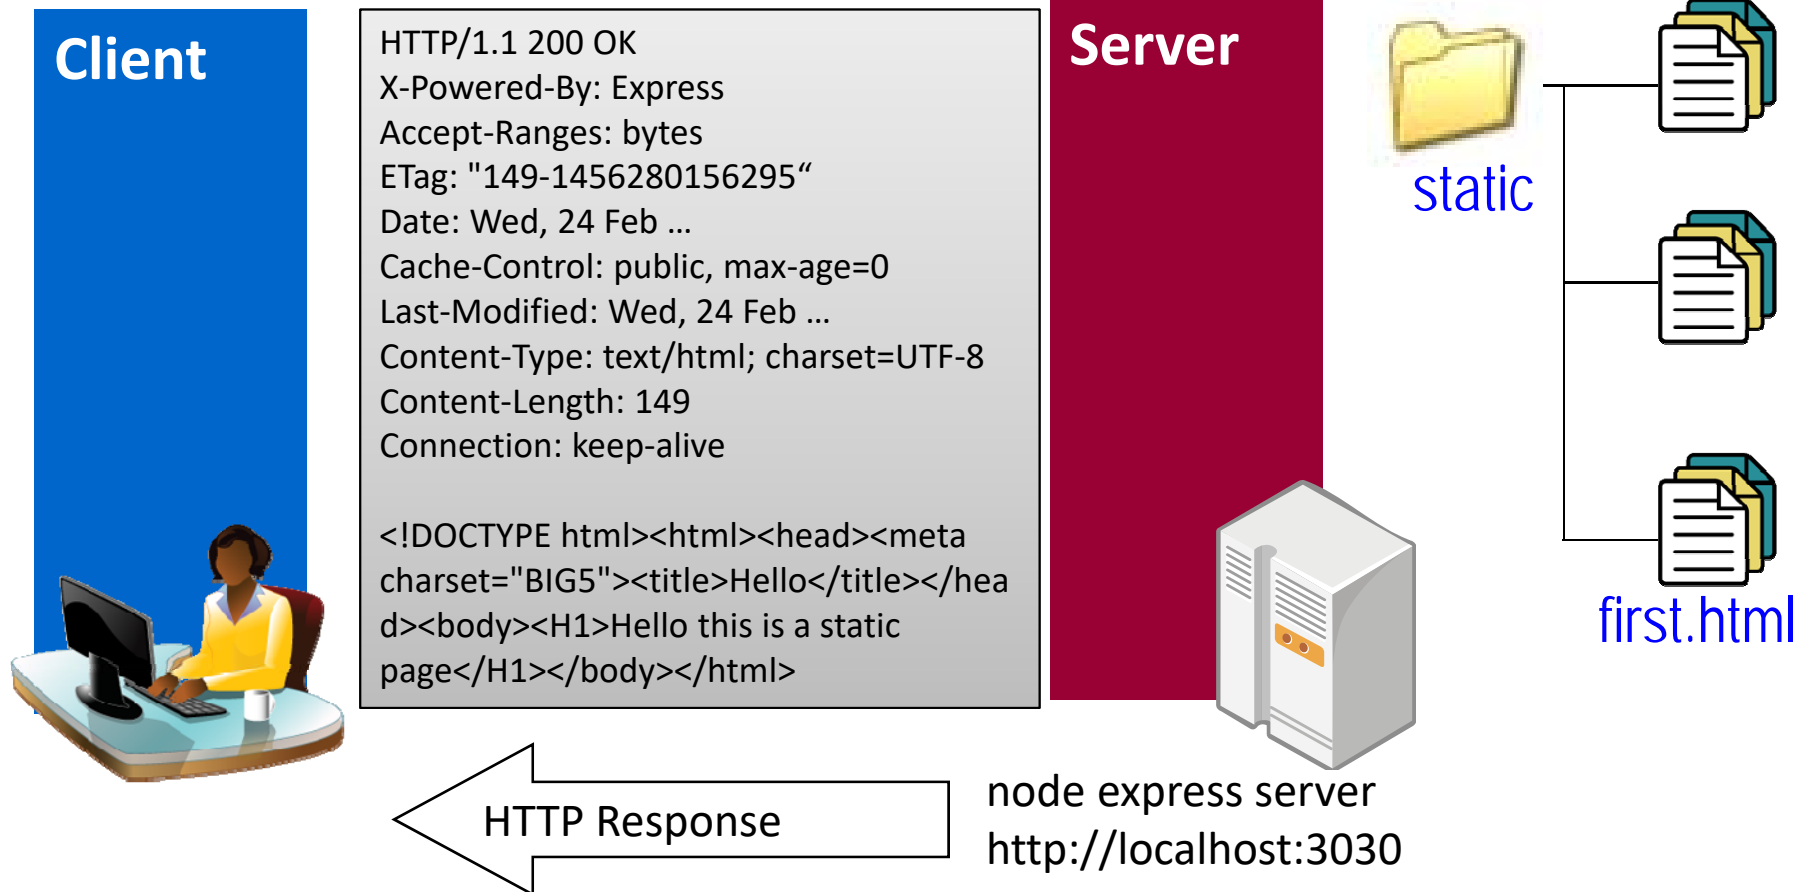 Client
HTTP/1.1 200 OK
X-Powered-By: Express
Accept-Ranges: bytes
ETag: "149-1456280156295“
Date: Wed, 24 Feb …
Cache-Control: public, max-age=0
Last-Modified: Wed, 24 Feb …
Content-Type: text/html; charset=UTF-8
Content-Length: 149
Connection: keep-alive
<!DOCTYPE html><html><head><meta
charset="BIG5"><title>Hello</title></hea
d><body><H1>Hello this is a static
page</H1></body></html>
Server
static
first.html
HTTP Response
node express server
http://localhost:3030